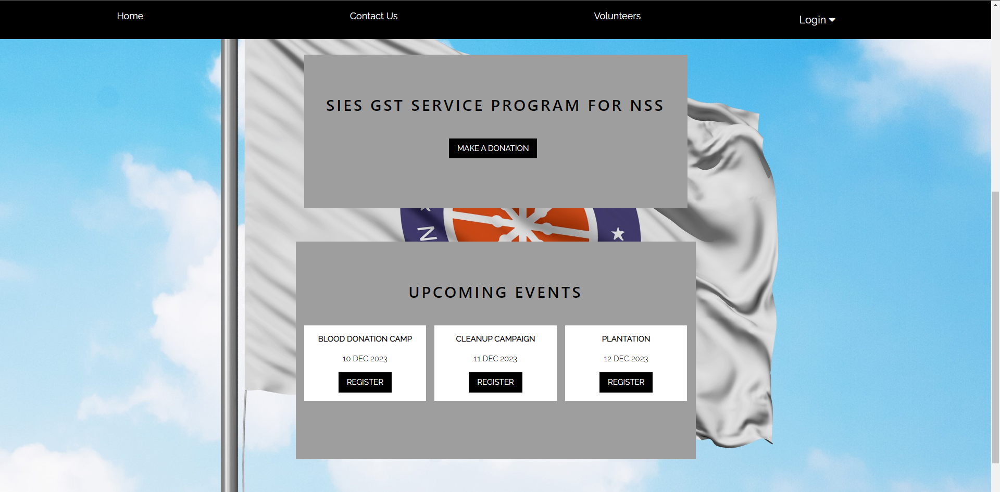 Home
Contact Us
Volunteers
Login
SIES GST SERVICE PROGRAM FOR NSS
MAKE A DONATION
N
UPCOMING EVENTS
BLOOD DONATION CAMP
10 DEC 2023
REGISTER
CLEANUP CAMPAIGN
11 DEC 2023
REGISTER
PLANTATION
12 DEC 2023
REGISTER